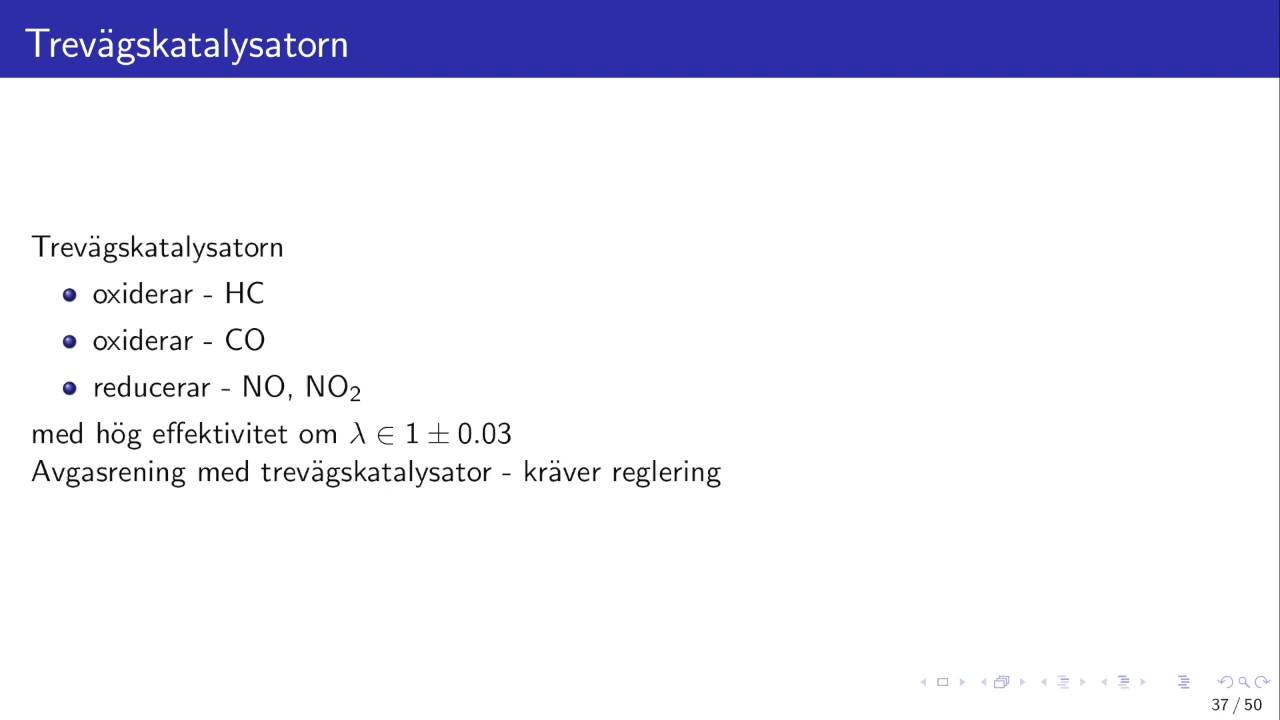 Trevägskatalysatorn
Trevägskatalysatorn
oxiderar - HC
oxiderar - CO
reducerar - NO, NO₂
med hög effektivitet om λ ∈ 1 ± 0.03
Avgasrening med trevägskatalysator - kräver reglering
37 / 50